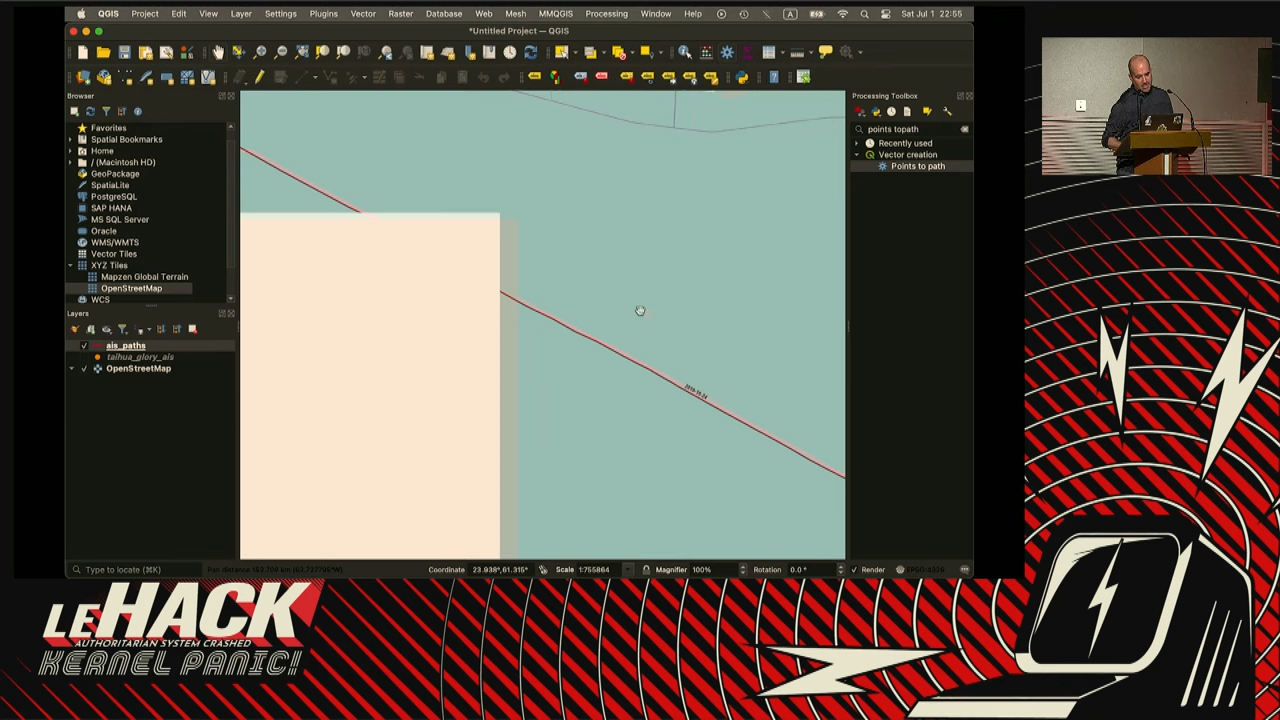 QGIS Project Edit View Layer Settings Plugins Vector Raster Database Web Mesh MMQGIS Processing Window Help A Sat Jul 1 22:55
*Untitled Project — QGIS
Browser
Favorites
Spatial Bookmarks
Home
/ (Macintosh HD)
GeoPackage
SpatiaLite
PostgreSQL
SAP HANA
MS SQL Server
Oracle
WMS/WMTS
Vector Tiles
XYZ Tiles
Mapzen Global Terrain
OpenStreetMap
WCS
Layers
ais_paths
taihua_glory_ais
OpenStreetMap
Processing Toolbox
points topath
Recently used
Vector creation
Points to path
Type to locate (⌘K)
Coordinate 23.938°,61.315° Scale 1:755864 Magnifier 100% Rotation 0.0 ° Render
LEHACK
AUTHORITARIAN SYSTEM CRASHED
KERNEL PANIC!